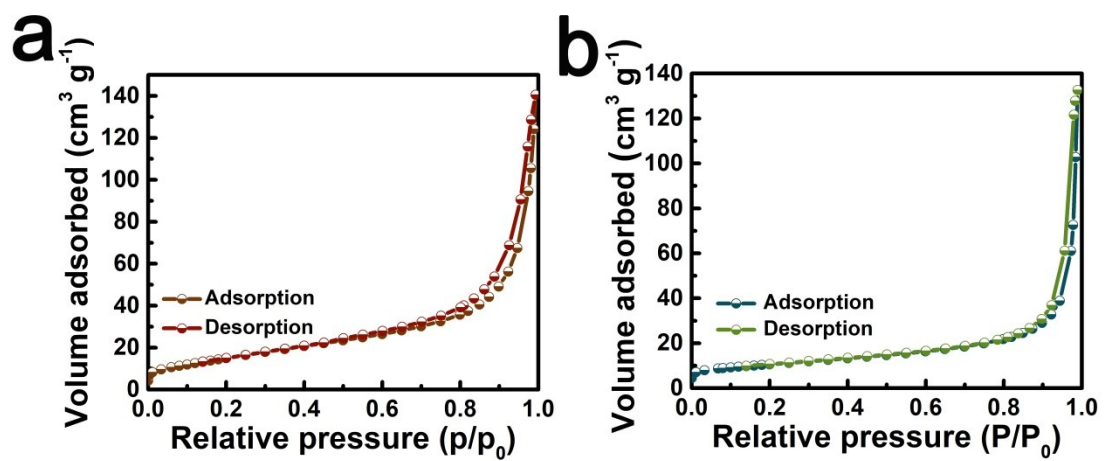 a
Volume adsorbed (cm³ g⁻¹)
140
120
100
80
60
40
20
0
Adsorption
Desorption
0.0 0.2 0.4 0.6 0.8 1.0
Relative pressure (p/p₀)
b
Volume adsorbed (cm³ g⁻¹)
140
120
100
80
60
40
20
0
Adsorption
Desorption
0.0 0.2 0.4 0.6 0.8 1.0
Relative pressure (P/P₀)